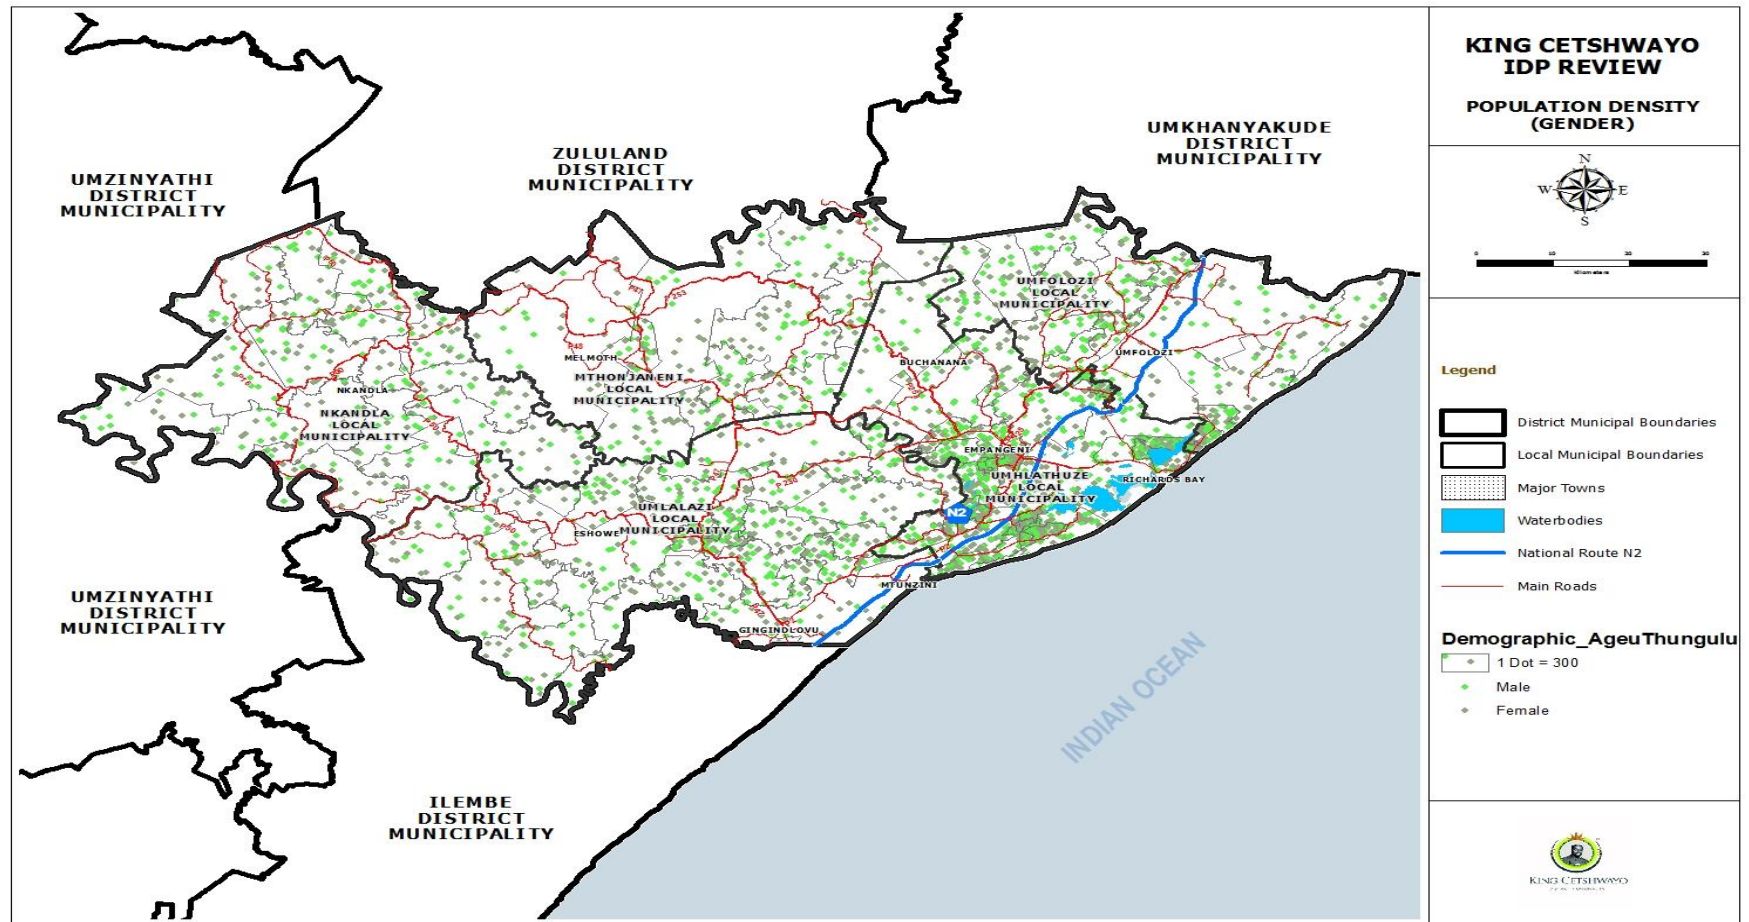 KING CETSHWAYO
IDP REVIEW
POPULATION DENSITY
(GENDER)
N
W
E
S
Kilometers
Legend
District Municipal Boundaries
Local Municipal Boundaries
Major Towns
Waterbodies
National Route N2
Main Roads
Demographic_AgeuThungulu
1 Dot = 300
Male
Female
KING CETSHWAYO
UMZINYATHI
DISTRICT
MUNICIPALITY
ZULULAND
DISTRICT
MUNICIPALITY
UMKHANYAKUDE
DISTRICT
MUNICIPALITY
UMFOLOZI
LOCAL
MUNICIPALITY
UMFOLOZI
BUCHANANA
P48
MELMOTH
MTHONJANENI
LOCAL
MUNICIPALITY
NKANDLA
NKANDLA
LOCAL
MUNICIPALITY
EMPANGENI
UMHLATHUZE
LOCAL
MUNICIPALITY
RICHARDS BAY
N2
UMLALAZI
LOCAL
MUNICIPALITY
ESHOWE
MTUNZINI
GINGINDLOVU
UMZINYATHI
DISTRICT
MUNICIPALITY
INDIAN OCEAN
ILEMBE
DISTRICT
MUNICIPALITY